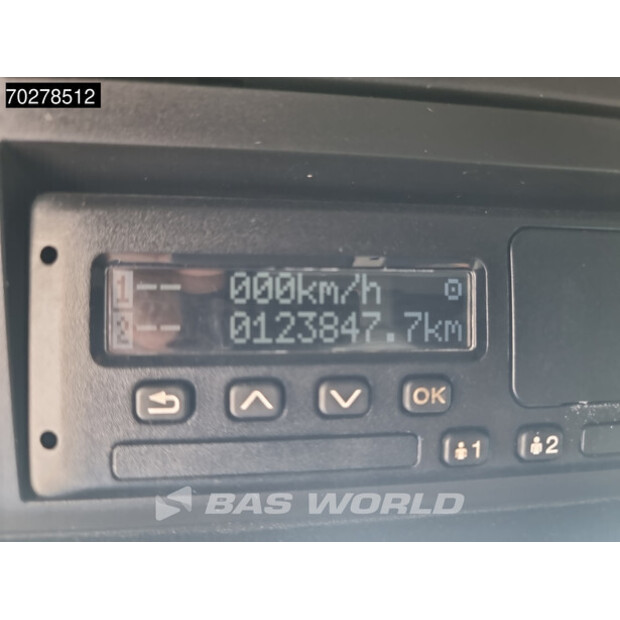 70278512
1-- 000km/h
2-- 0123847.7km
OK
1
2
BAS WORLD